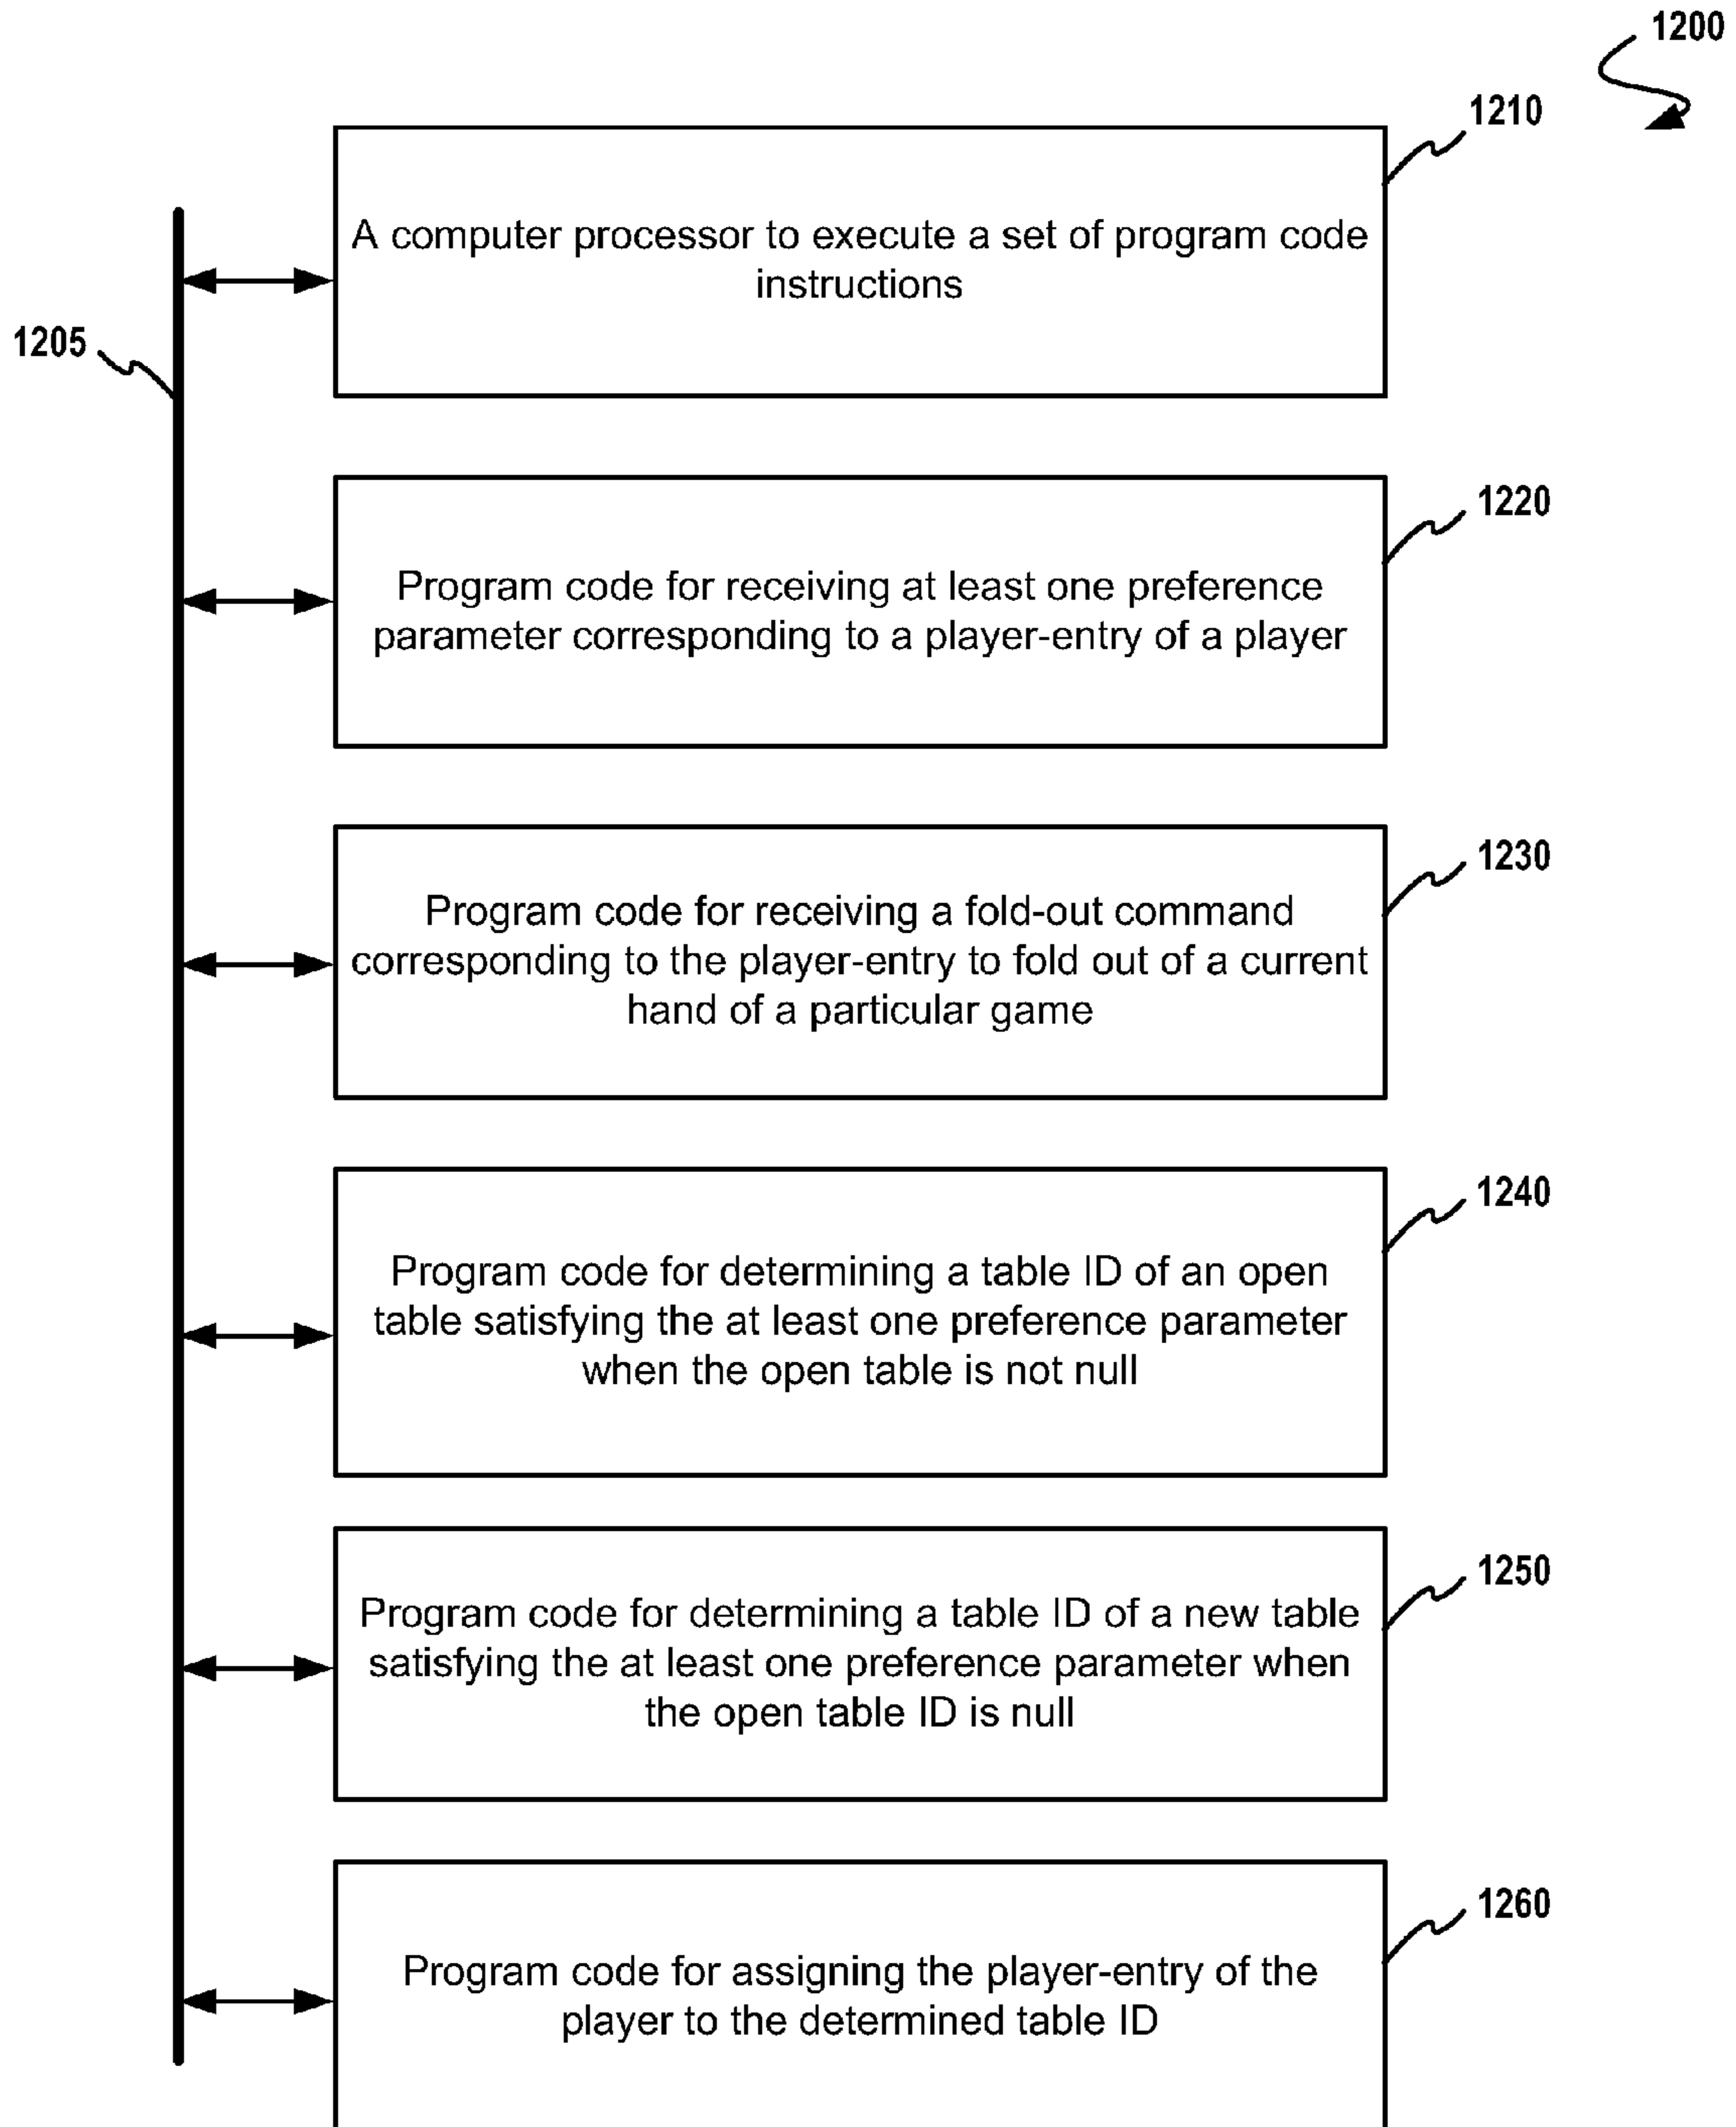 1200
1210
A computer processor to execute a set of program code
instructions
1205
1220
Program code for receiving at least one preference
parameter corresponding to a player-entry of a player
1230
Program code for receiving a fold-out command
corresponding to the player-entry to fold out of a current
hand of a particular game
1240
Program code for determining a table ID of an open
table satisfying the at least one preference parameter
when the open table is not null
1250
Program code for determining a table ID of a new table
satisfying the at least one preference parameter when
the open table ID is null
1260
Program code for assigning the player-entry of the
player to the determined table ID